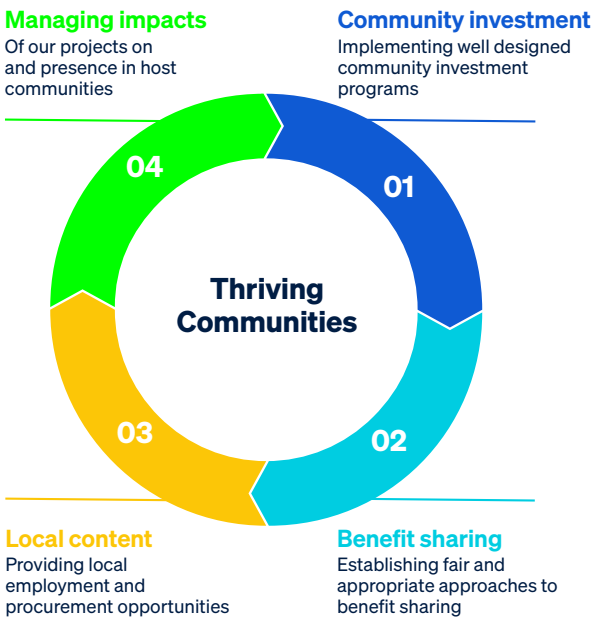 Managing impacts
Of our projects on
and presence in host
communities
Community investment
Implementing well designed
community investment
programs
04
01
Thriving
Communities
03
02
Local content
Providing local
employment and
procurement opportunities
Benefit sharing
Establishing fair and
appropriate approaches to
benefit sharing